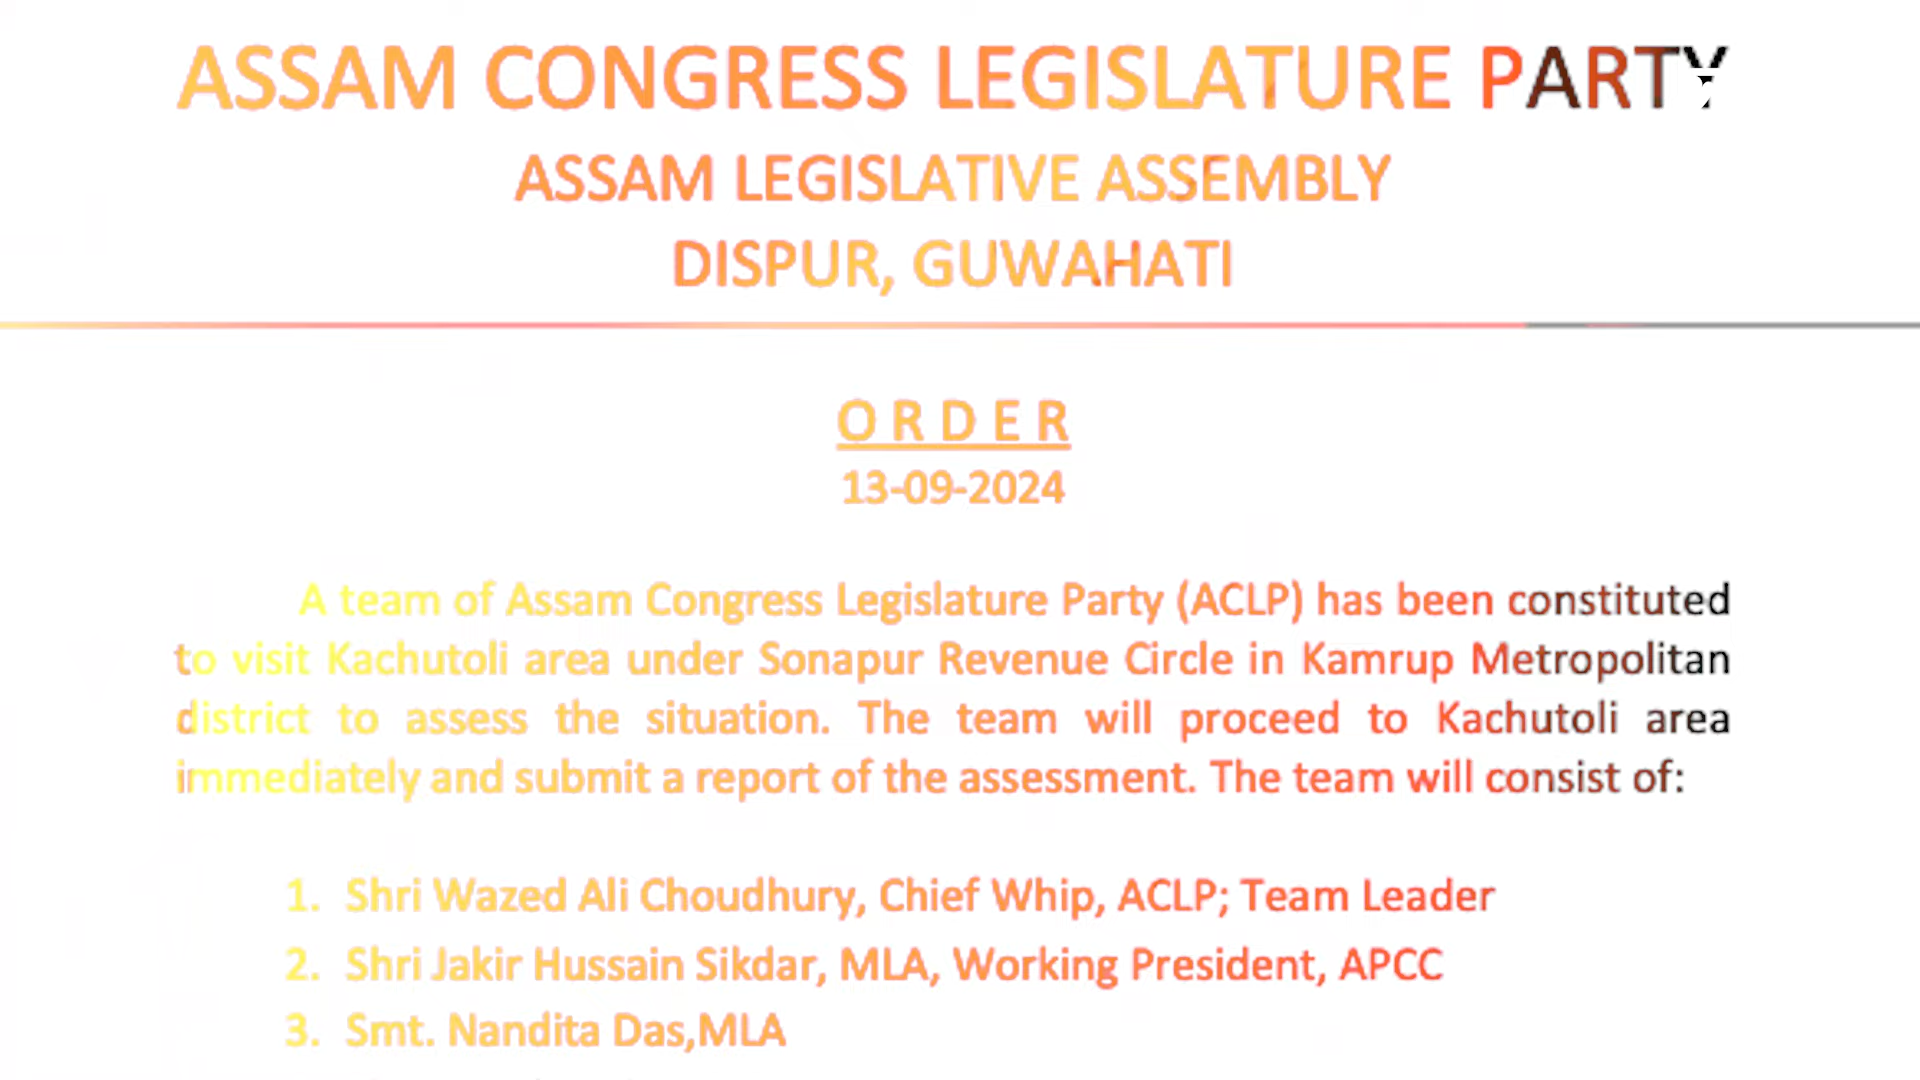 ASSAM CONGRESS LEGISLATURE PARTY
ASSAM LEGISLATIVE ASSEMBLY
DISPUR, GUWAHATI
O R D E R
13-09-2024
A team of Assam Congress Legislature Party (ACLP) has been constituted
to visit Kachutoli area under Sonapur Revenue Circle in Kamrup Metropolitan
district to assess the situation. The team will proceed to Kachutoli area
immediately and submit a report of the assessment. The team will consist of:
1. Shri Wazed Ali Choudhury, Chief Whip, ACLP; Team Leader
2. Shri Jakir Hussain Sikdar, MLA, Working President, APCC
3. Smt. Nandita Das,MLA